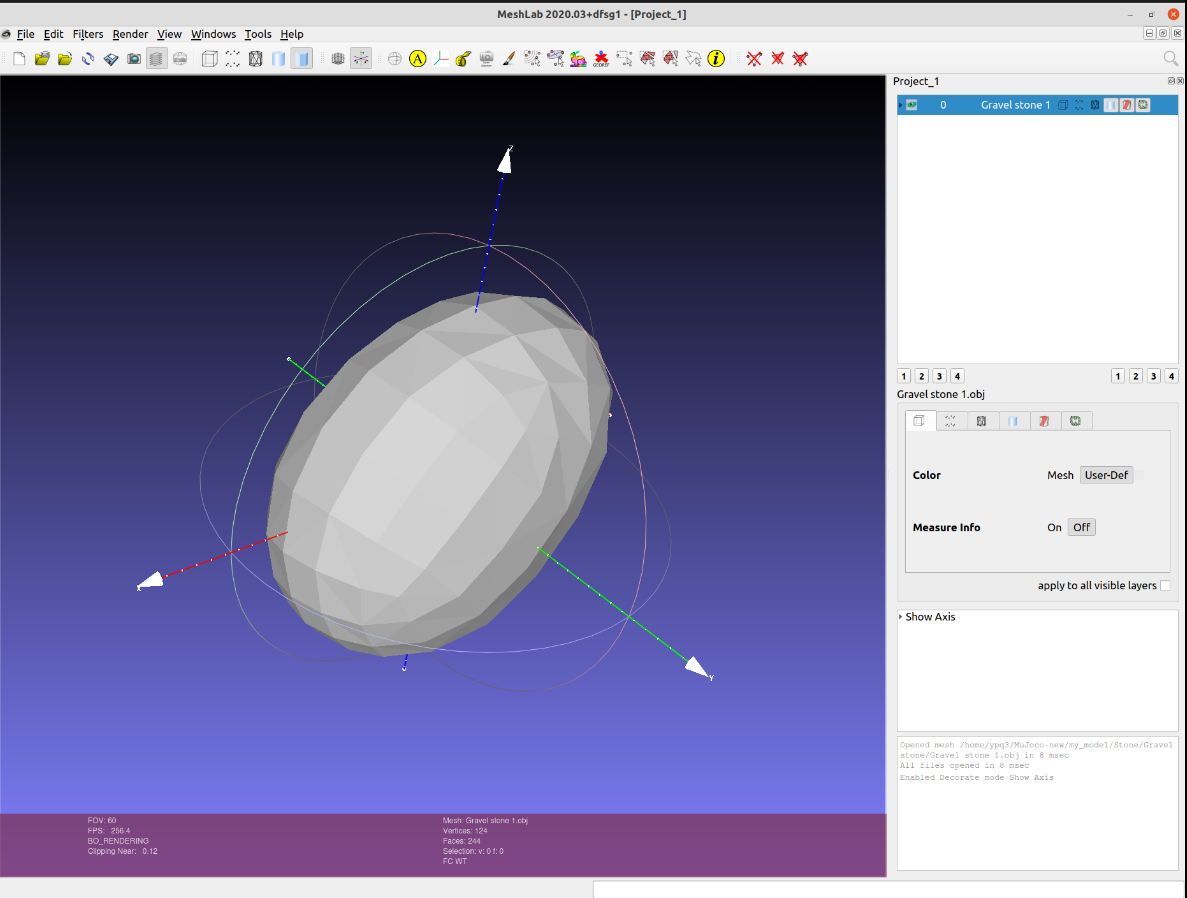 MeshLab 2020.03+dfsg1 - [Project_1]
File Edit Filters Render View Windows Tools Help
A
GEOREF
i
Project_1
0 Gravel stone 1
Z
X
Y
1 2 3 4 1 2 3 4
Gravel stone 1.obj
Color Mesh User-Def
Measure Info On Off
apply to all visible layers
Show Axis
Opened mesh /home/ypq3/MuJoco-new/my_model/Stone/Gravel
stone/Gravel stone 1.obj in 8 msec
All files opened in 8 msec
Enabled Decorate mode Show Axis
FOV: 60
FPS: 256.4
BO_RENDERING
Clipping Near: 0.12
Mesh: Gravel stone 1.obj
Vertices: 124
Faces: 244
Selection: v: 0 f: 0
FC WT